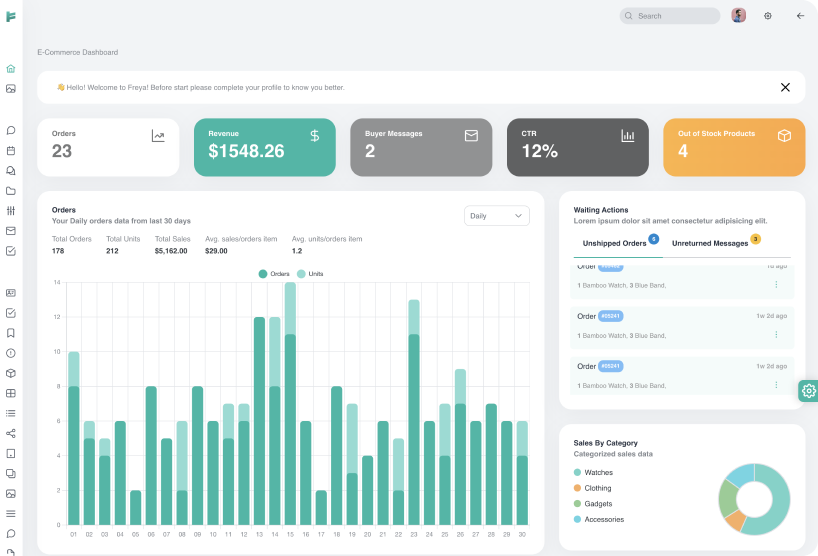 Search
E-Commerce Dashboard
👋 Hello! Welcome to Freya! Before start please complete your profile to know you better.
Orders
23
Revenue
$1548.26
Buyer Messages
2
CTR
12%
Out of Stock Products
4
Orders
Your Daily orders data from last 30 days
Daily
Total Orders
178
Total Units
212
Total Sales
$5,162.00
Avg. sales/orders item
$29.00
Avg. units/orders item
1.2
Orders Units
14
12
10
8
6
4
2
0
01 02 03 04 05 06 07 08 09 10 11 12 13 14 15 16 17 18 19 20 21 22 23 24 25 26 27 28 29 30
Waiting Actions
Lorem ipsum dolor sit amet consectetur adipisicing elit.
Unshipped Orders 6 Unreturned Messages 3
Order
1d ago
1 Bamboo Watch, 3 Blue Band,
Order #55241 1w 2d ago
1 Bamboo Watch, 3 Blue Band,
Order #55241 1w 2d ago
1 Bamboo Watch, 3 Blue Band,
Sales By Category
Categorized sales data
Watches
Clothing
Gadgets
Accessories